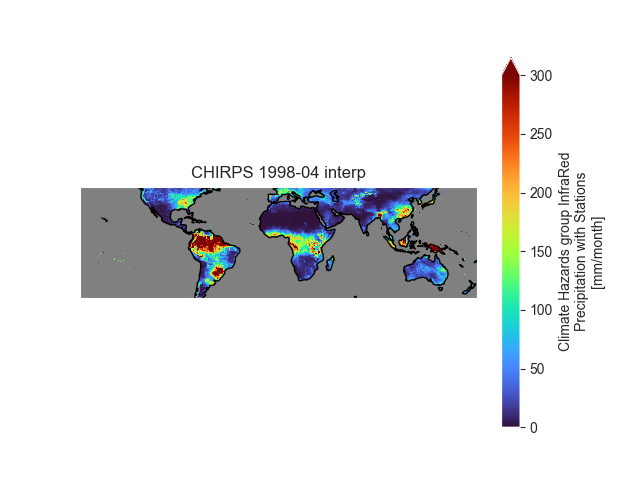 CHIRPS 1998-04 interp
300
250
200
150
100
50
0
Climate Hazards group InfraRed
Precipitation with Stations
[mm/month]